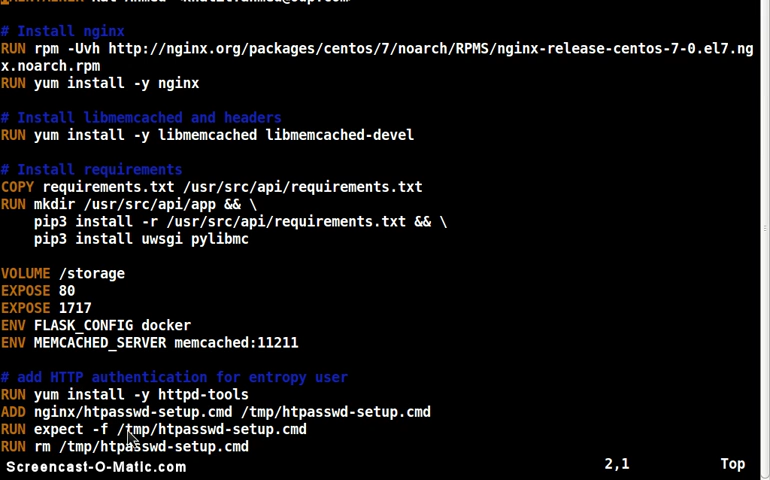 # Install nginx
RUN rpm -Uvh http://nginx.org/packages/centos/7/noarch/RPMS/nginx-release-centos-7-0.el7.ng
x.noarch.rpm
RUN yum install -y nginx
# Install libmemcached and headers
RUN yum install -y libmemcached libmemcached-devel
# Install requirements
COPY requirements.txt /usr/src/api/requirements.txt
RUN mkdir /usr/src/api/app && \
pip3 install -r /usr/src/api/requirements.txt && \
pip3 install uwsgi pylibmc
VOLUME /storage
EXPOSE 80
EXPOSE 1717
ENV FLASK_CONFIG docker
ENV MEMCACHED_SERVER memcached:11211
# add HTTP authentication for entropy user
RUN yum install -y httpd-tools
ADD nginx/htpasswd-setup.cmd /tmp/htpasswd-setup.cmd
RUN expect -f /tmp/htpasswd-setup.cmd
RUN rm /tmp/htpasswd-setup.cmd
Screencast-O-Matic.com 2,1 Top